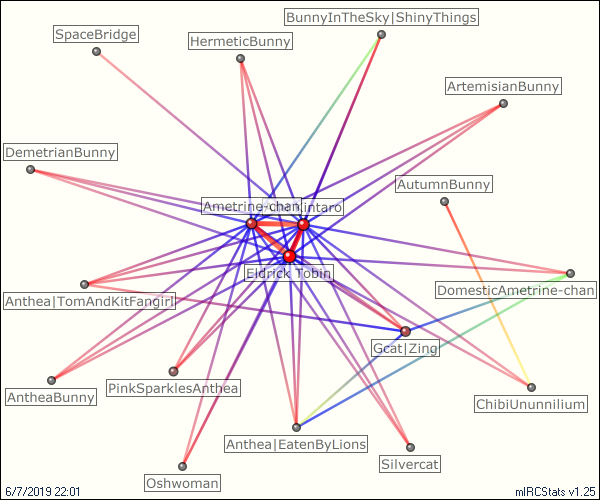 BunnyInTheSky|ShinyThings
SpaceBridge
HermeticBunny
ArtemisianBunny
DemetrianBunny
AutumnBunny
Ametrine-chan
Eldrick Tobin
DomesticAmetrine-chan
Anthea|TomAndKitFangirl
Gcat|Zing
PinkSparklesAnthea
AntheaBunny
ChibiUnunnilium
Anthea|EatenByLions
Silvercat
Oshwoman
6/7/2019 22:01
mIRCStats v1.25